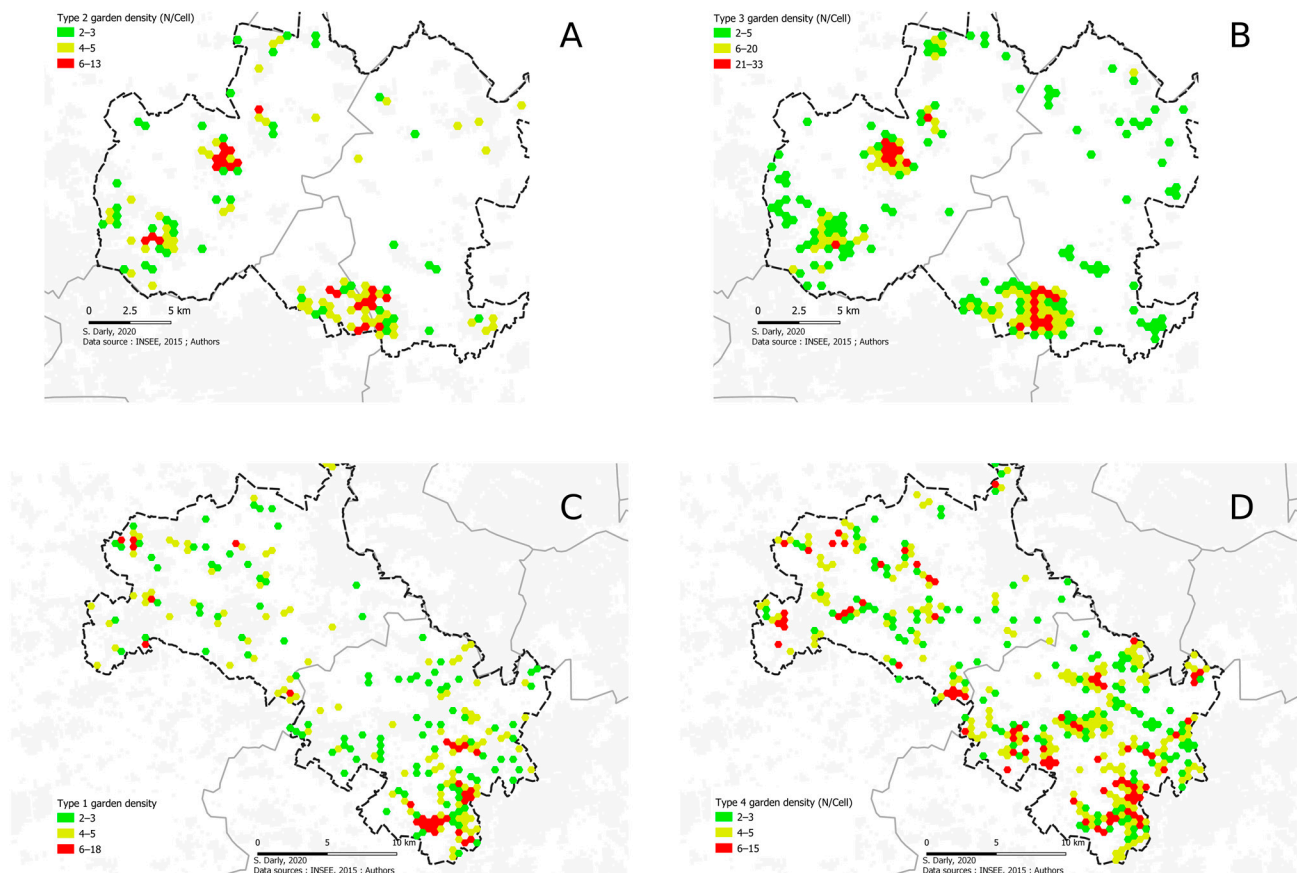 Type 2 garden density (N/Cell)
2–3
4–5
6–13
A
0 2.5 5 km
S. Darly, 2020
Data source : INSEE, 2015 ; Authors
Type 3 garden density (N/Cell)
2–5
6–20
21–33
B
0 2.5 5 km
S. Darly, 2020
Data source : INSEE, 2015 ; Authors
C
Type 1 garden density
2–3
4–5
6–18
0 5 10 km
S. Darly, 2020
Data sources : INSEE, 2015 ; Authors
D
Type 4 garden density (N/Cell)
2–3
4–5
6–15
0 5 10 km
S. Darly, 2020
Data sources : INSEE, 2015 ; Authors